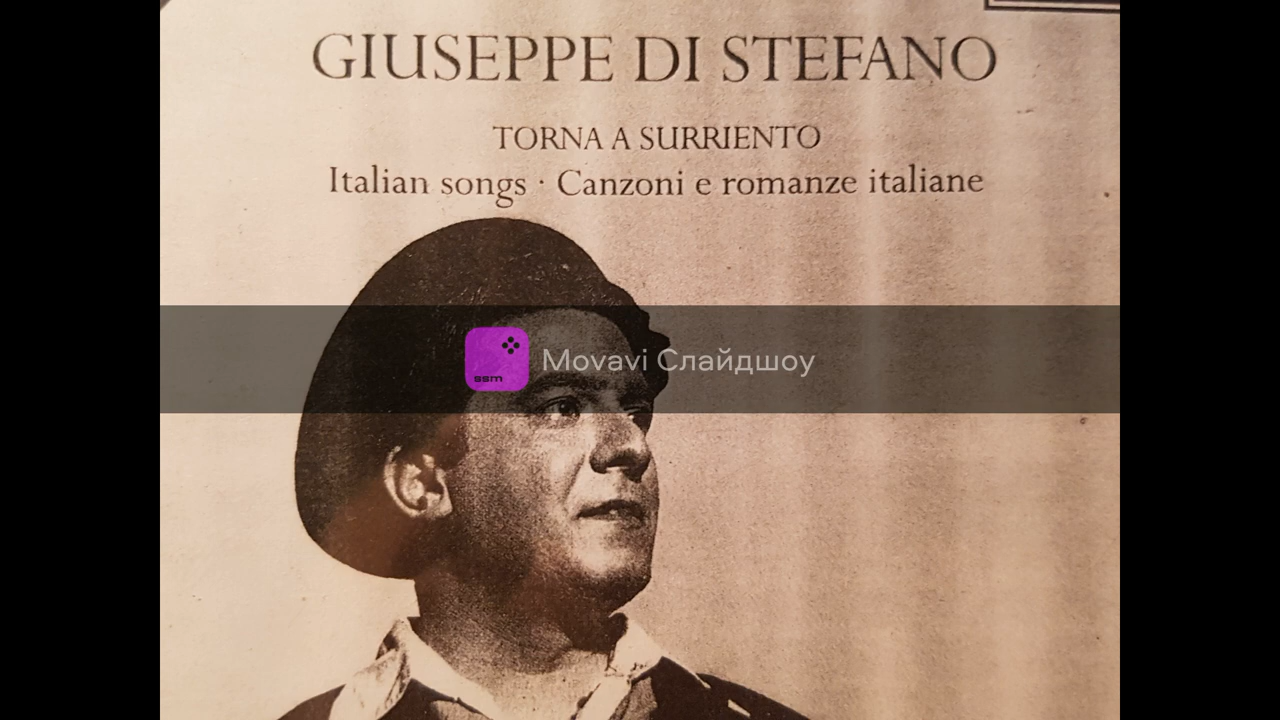 GIUSEPPE DI STEFANO
TORNA A SURRIENTO
Italian songs · Canzoni e romanze italiane
ssm
Movavi Слайдшоу